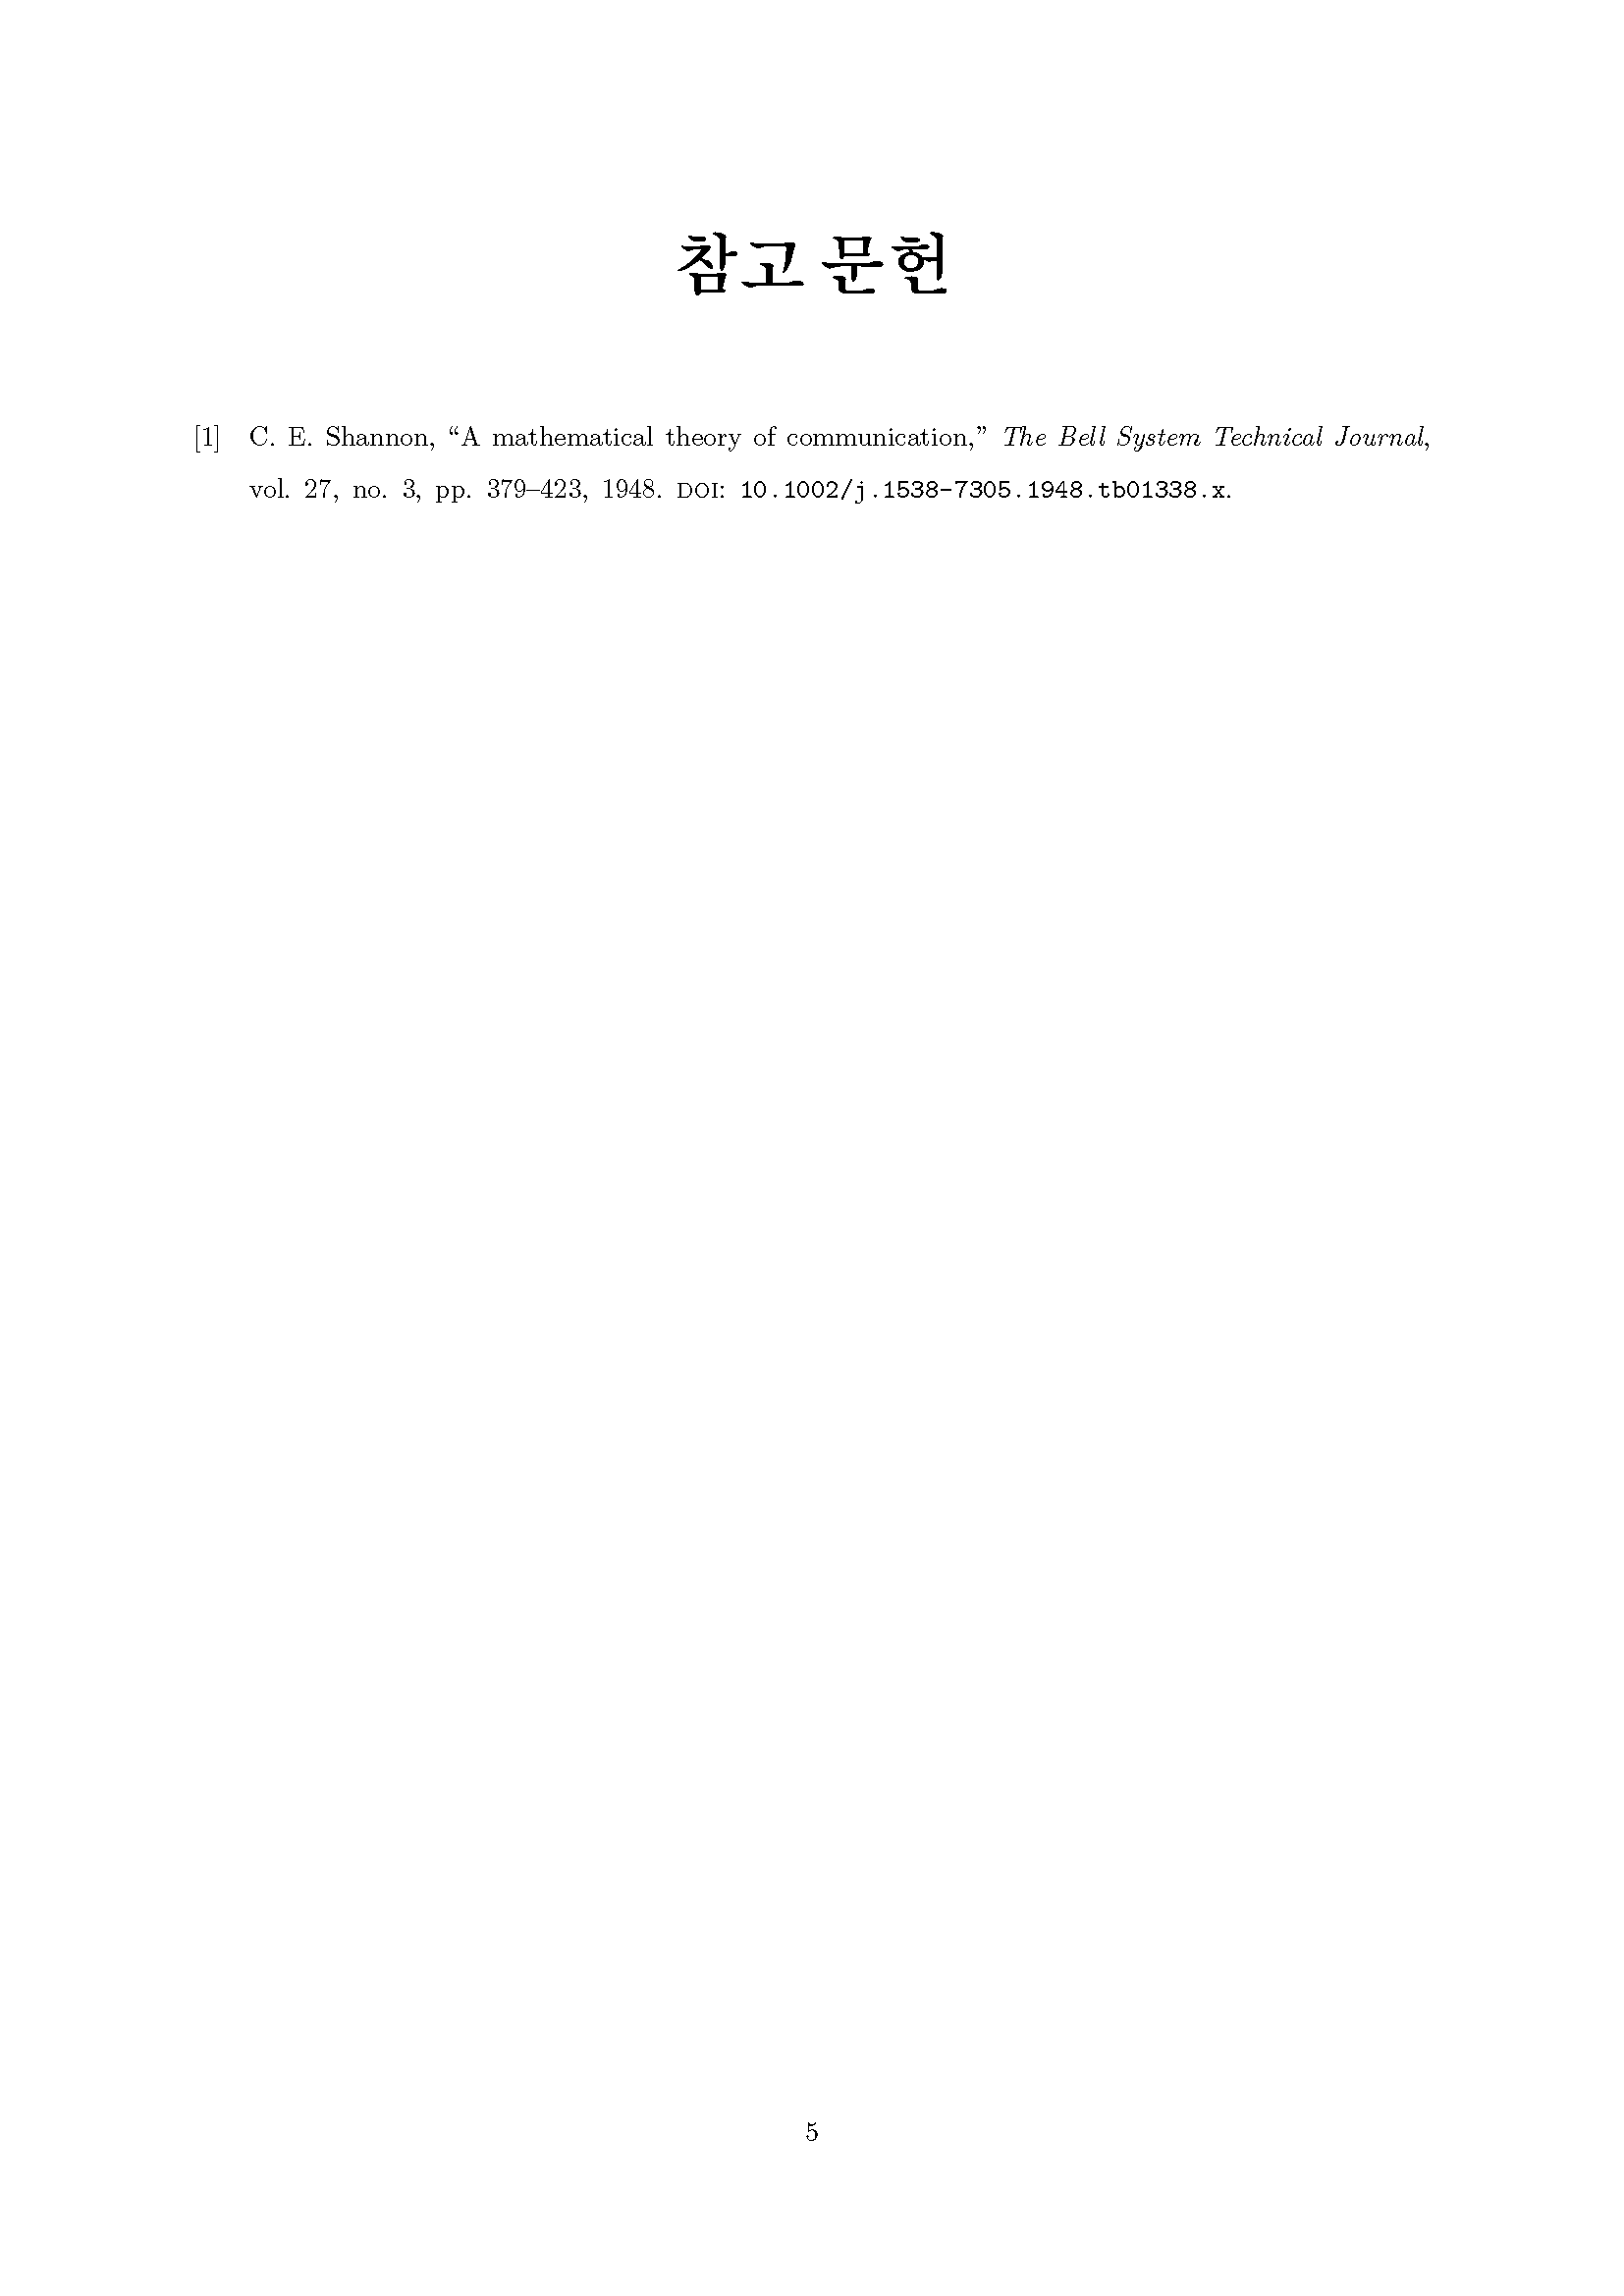 참고 문헌
[1] C. E. Shannon, “A mathematical theory of communication,” The Bell System Technical Journal,
vol. 27, no. 3, pp. 379–423, 1948. DOI: 10.1002/j.1538-7305.1948.tb01338.x.
5